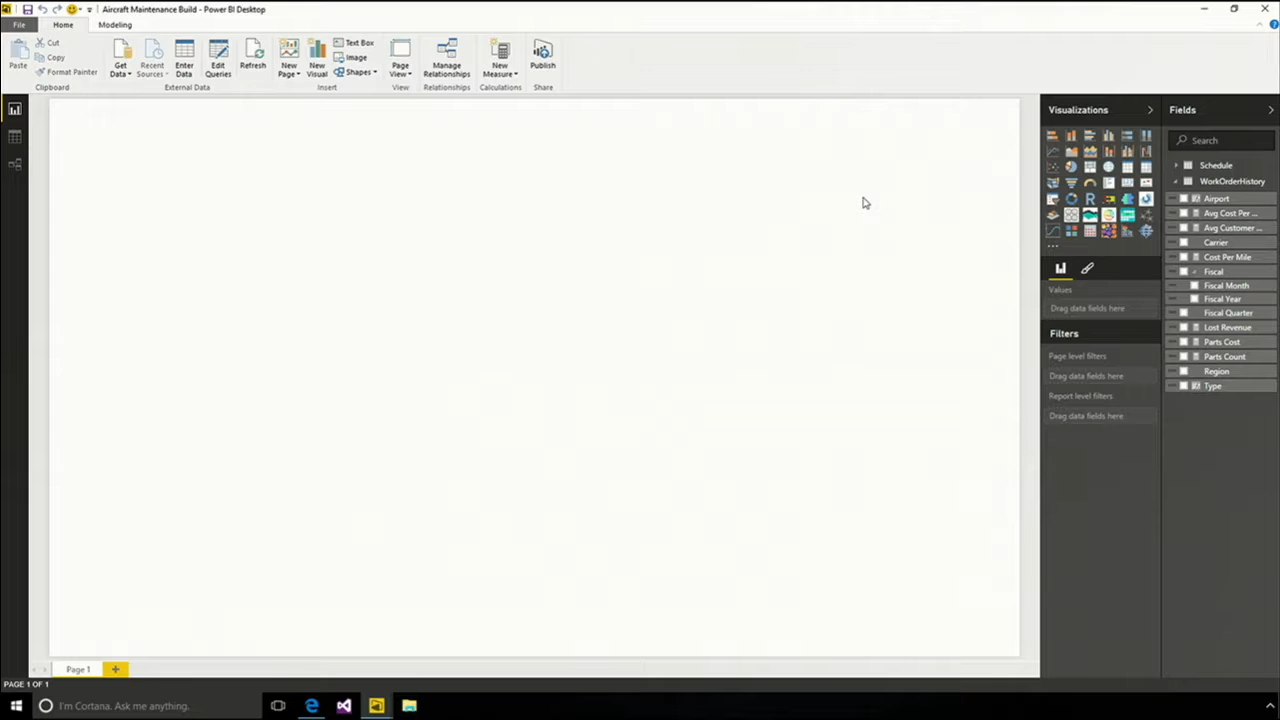 Aircraft Maintenance Build - Power BI Desktop
File Home Modeling
Paste
Cut
Copy
Format Painter
Clipboard
Get Data
Recent Sources
Enter Data
Edit Queries
External Data
Refresh
New Page
New Visual
Text Box
Image
Shapes
Insert
Page View
View
Manage Relationships
Relationships
New Measure
Calculations
Publish
Share
Visualizations
R
Values
Drag data fields here
Filters
Page level filters
Drag data fields here
Report level filters
Drag data fields here
Fields
Search
Schedule
WorkOrderHistory
Airport
Avg Cost Per ...
Avg Customer ...
Carrier
Cost Per Mile
Fiscal
Fiscal Month
Fiscal Year
Fiscal Quarter
Lost Revenue
Parts Cost
Parts Count
Region
Type
Page 1
PAGE 1 OF 1
I'm Cortana. Ask me anything.